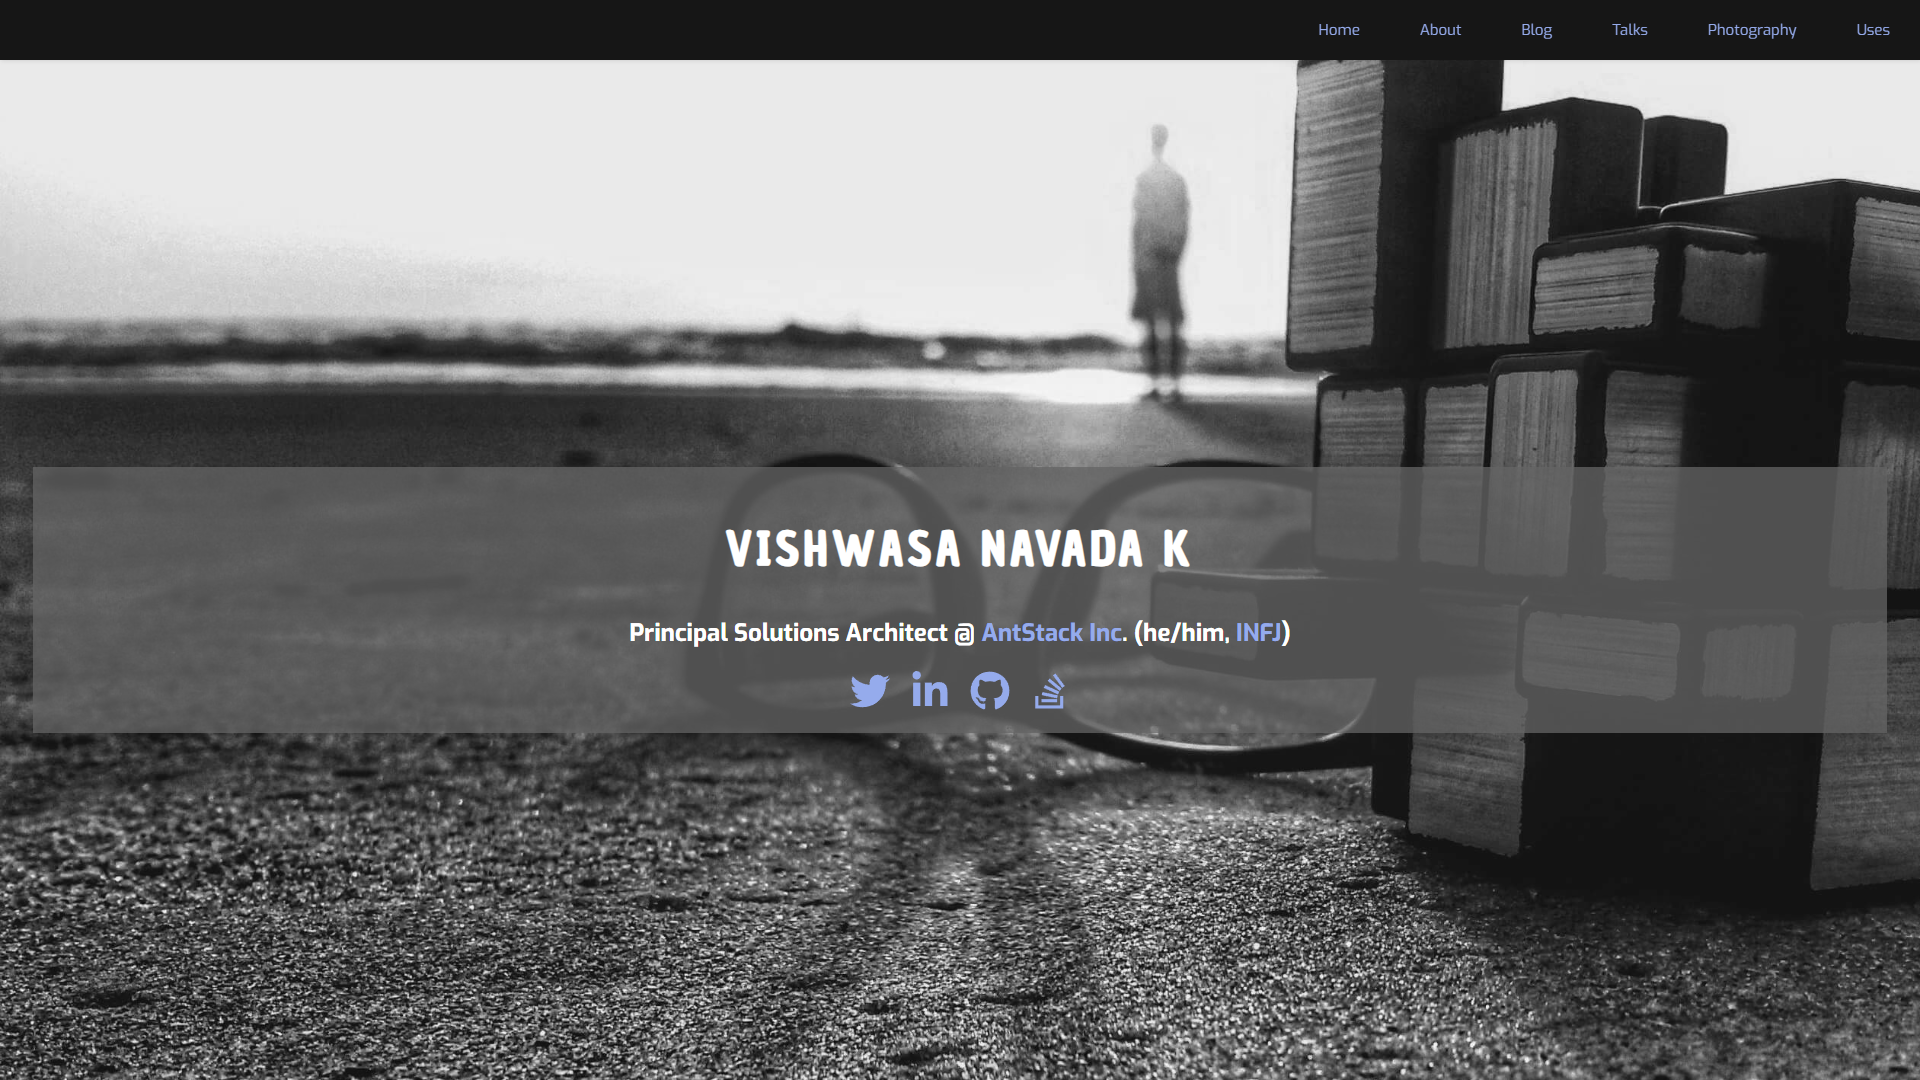 Home About Blog Talks Photography Uses
VISHWASA NAVADA K
Principal Solutions Architect @ AntStack Inc. (he/him, INFJ)